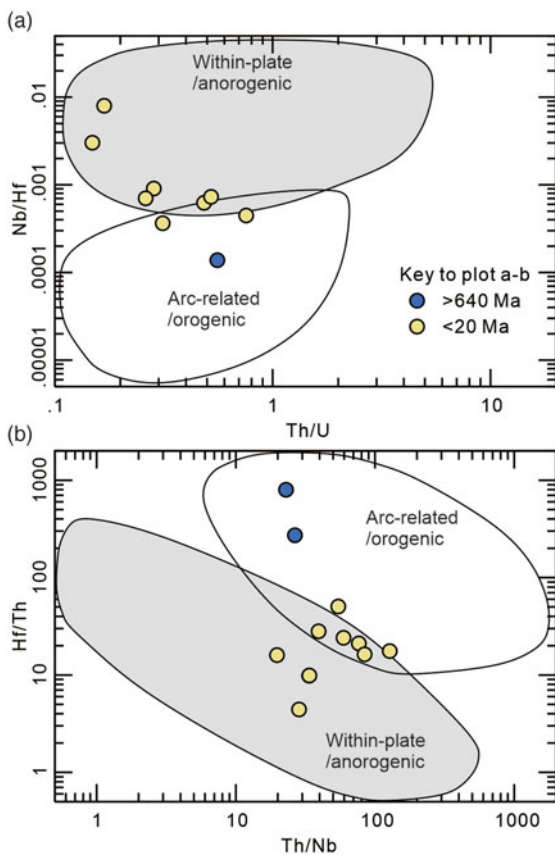 (a)
Within-plate
/anorogenic
.01
.001
.0001
.00001
Nb/Hf
Arc-related
/orogenic
Key to plot a-b
>640 Ma
<20 Ma
.1
1
10
Th/U
(b)
1000
100
10
1
Hf/Th
Arc-related
/orogenic
Within-plate
/anorogenic
1
10
100
1000
Th/Nb